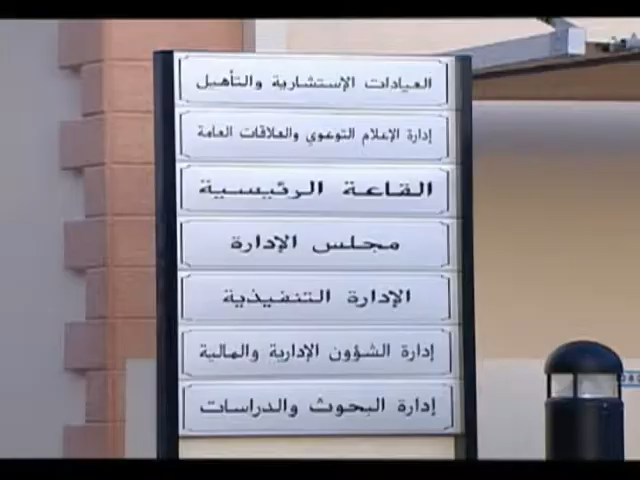 العيادات الإستشارية والتأهيل
إدارة الإعلام التوعوي والعلاقات العامة
القاعة الرئيسية
مجلس الإدارة
الإدارة التنفيذية
إدارة الشؤون الإدارية والمالية
إدارة البحوث والدراسات